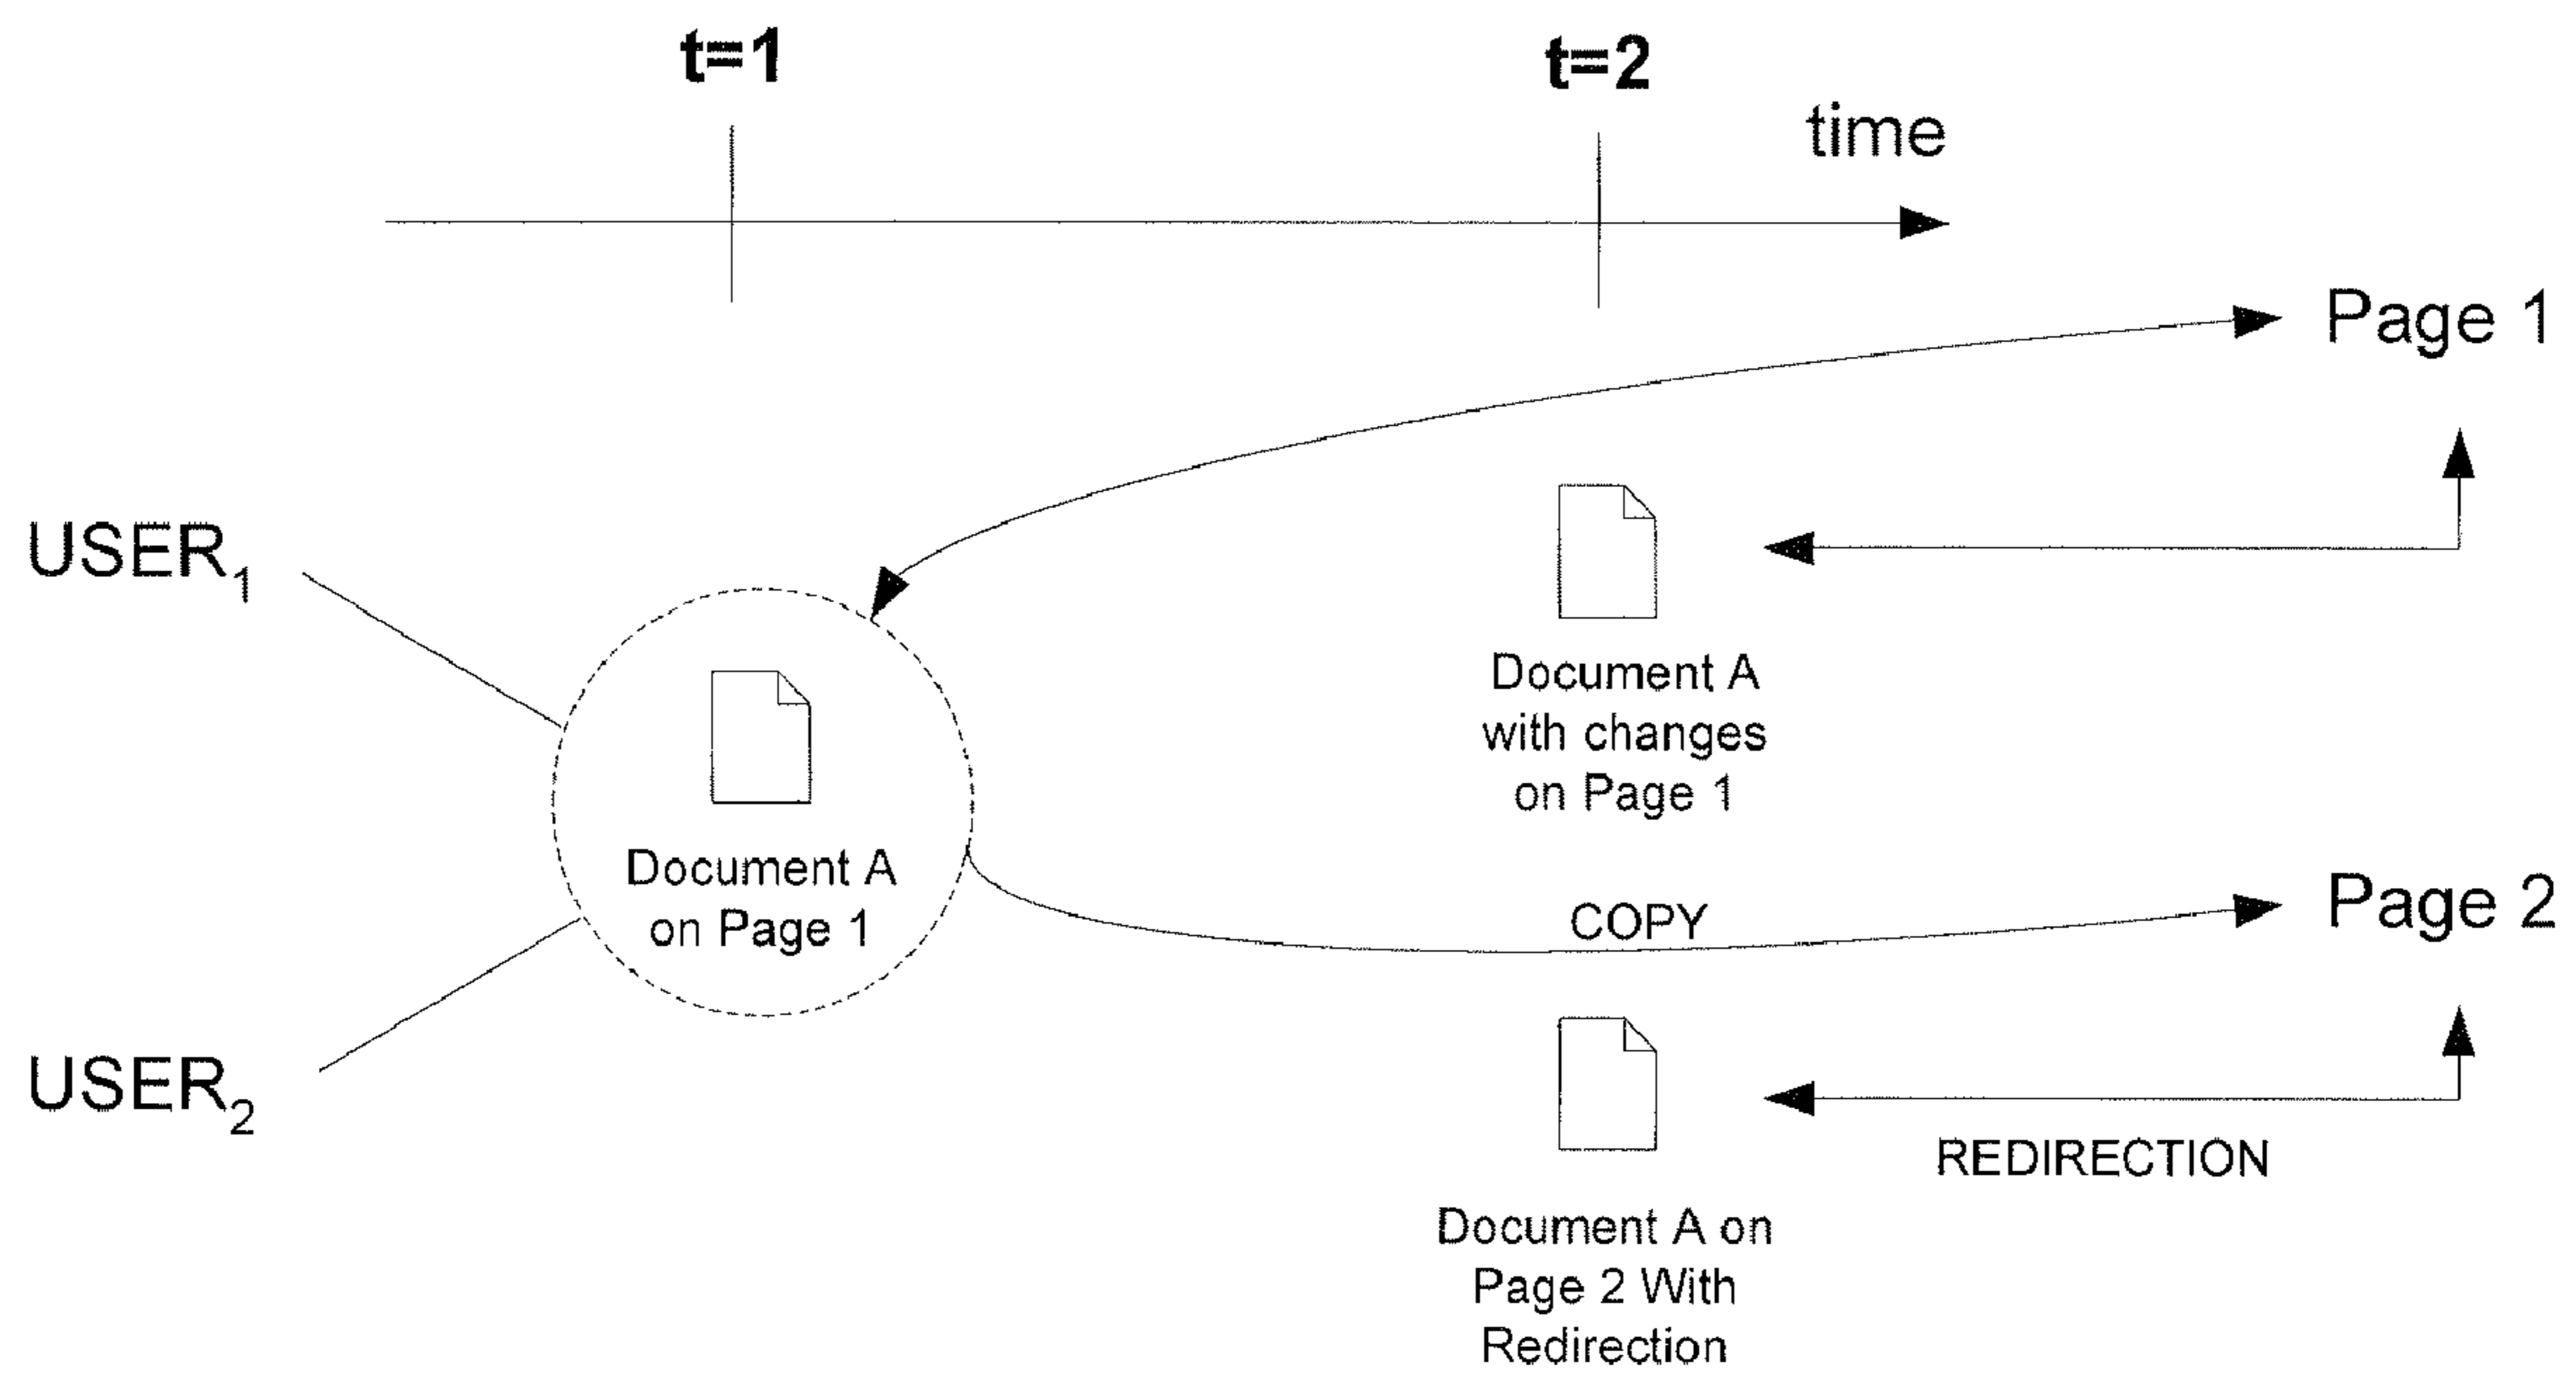 t=1
t=2
time
Page 1
USER1
Document A
with changes
on Page 1
Document A
on Page 1
COPY
Page 2
USER2
REDIRECTION
Document A on
Page 2 With
Redirection